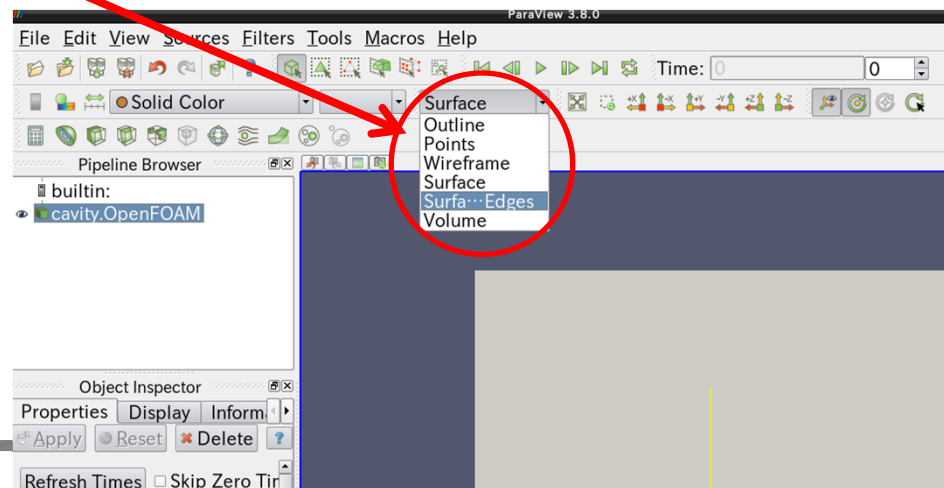 ParaView 3.8.0
File Edit View Sources Filters Tools Macros Help
Time: 0 0
Solid Color Surface
Outline
Points
Wireframe
Surface
Surfa⋯Edges
Volume
Pipeline Browser
builtin:
cavity.OpenFOAM
Object Inspector
Properties Display Inform
Apply Reset Delete ?
Refresh Times Skip Zero Tim